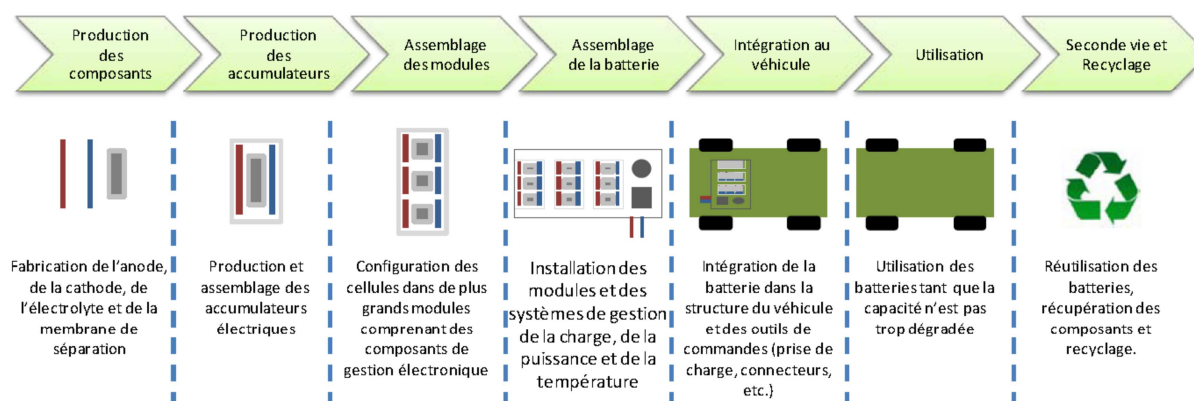 Production
des
composants
Production
des
accumulateurs
Assemblage
des modules
Assemblage
de la batterie
Intégration au
véhicule
Utilisation
Seconde vie et
Recyclage
Fabrication de l'anode,
de la cathode, de
l'électrolyte et de la
membrane de
séparation
Production et
assemblage des
accumulateurs
électriques
Configuration des
cellules dans de plus
grands modules
comprenant des
composants de
gestion électronique
Installation des
modules et des
systèmes de gestion
de la charge, de la
puissance et de la
température
Intégration de la
batterie dans la
structure du véhicule
et des outils de
commandes (prise de
charge, connecteurs,
etc.)
Utilisation des
batteries tant que la
capacité n'est pas
trop dégradée
Réutilisation des
batteries,
récupération des
composants et
recyclage.